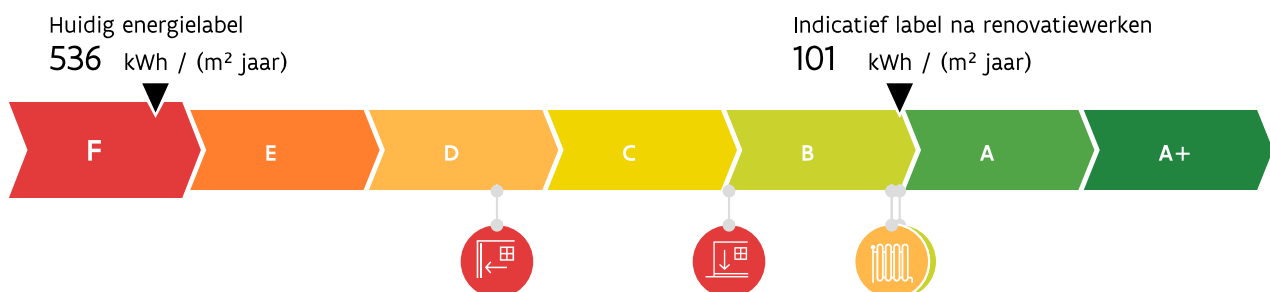 Huidig energielabel
536 kWh / (m² jaar)
Indicatief label na renovatiewerken
101 kWh / (m² jaar)
F E D C B A A+